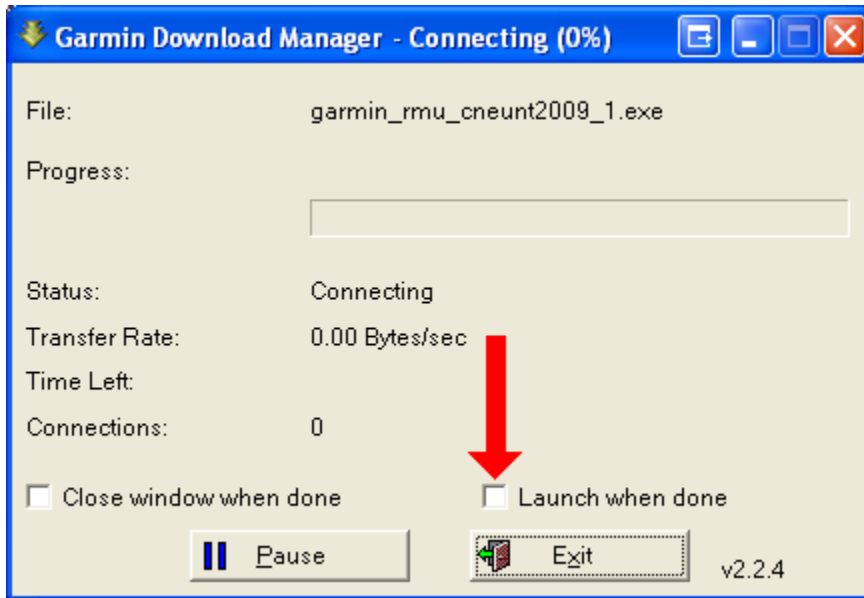 Garmin Download Manager - Connecting (0%)
File: garmin_rmu_cneunt2009_1.exe
Progress:
Status: Connecting
Transfer Rate: 0.00 Bytes/sec
Time Left:
Connections: 0
Close window when done Launch when done
Pause Exit v2.2.4